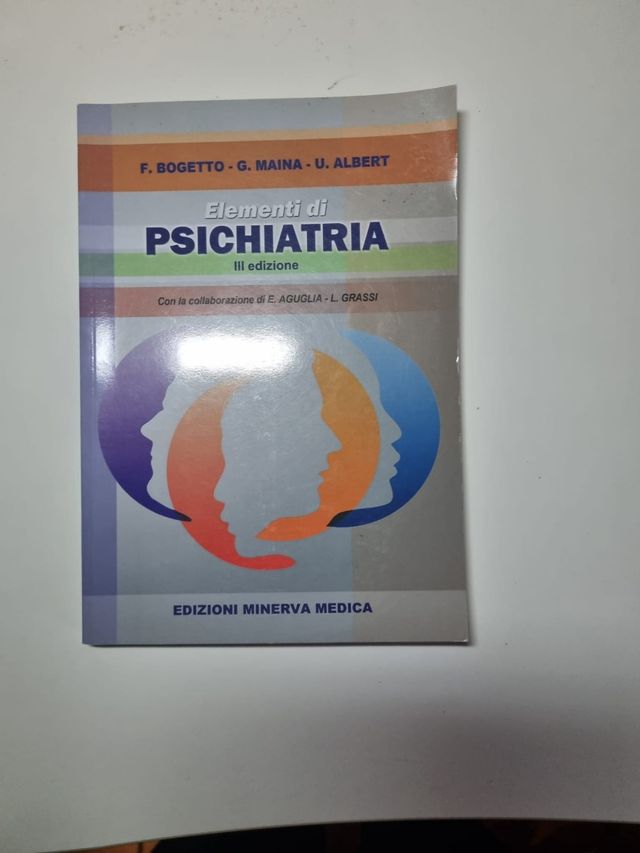 F. BOGETTO - G. MAINA - U. ALBERT
Elementi di
PSICHIATRIA
III edizione
Con la collaborazione di E. AGUGLIA - L. GRASSI
EDIZIONI MINERVA MEDICA